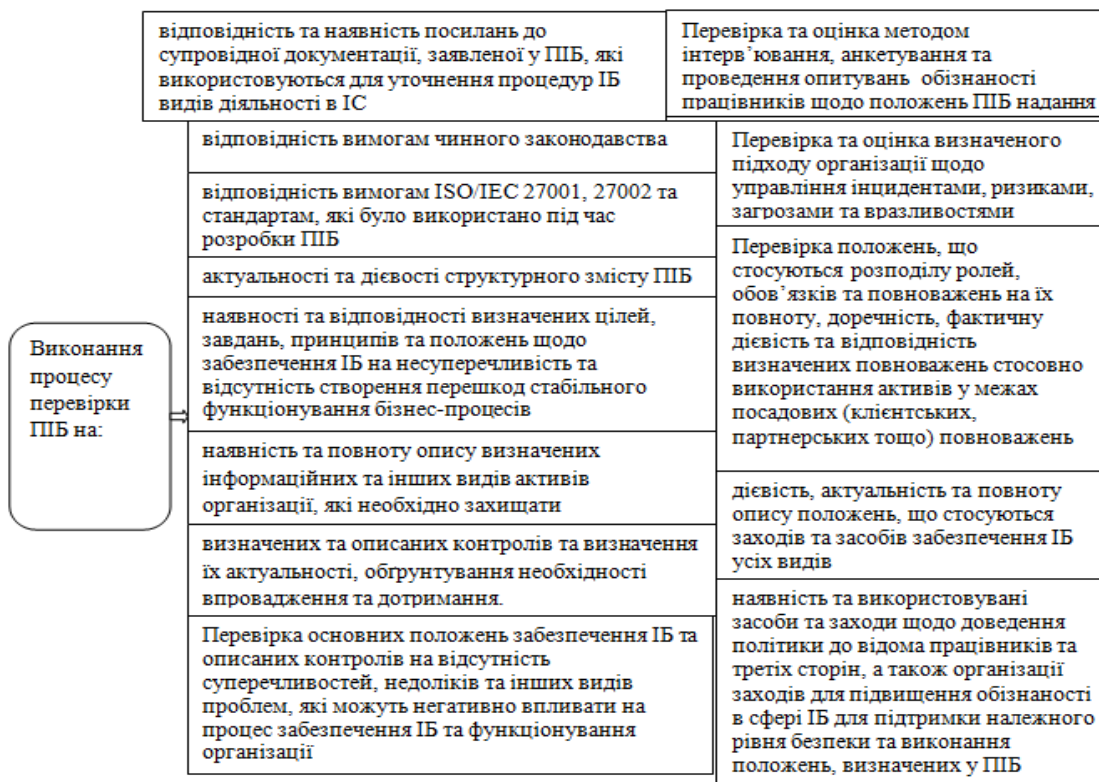 Виконання
процесу
перевірки
ПІБ на:
відповідність та наявність посилань до
супровідної документації, заявленої у ПІБ, які
використовуються для уточнення процедур ІБ
видів діяльності в ІС
відповідність вимогам чинного законодавства
відповідність вимогам ISO/IEC 27001, 27002 та
стандартам, які було використано під час
розробки ПІБ
актуальності та дієвості структурного змісту ПІБ
наявності та відповідності визначених цілей,
завдань, принципів та положень щодо
забезпечення ІБ на несуперечливість та
відсутність створення перешкод стабільного
функціонування бізнес-процесів
наявність та повноту опису визначених
інформаційних та інших видів активів
організації, які необхідно захищати
визначених та описаних контролів та визначення
їх актуальності, обґрунтування необхідності
впровадження та дотримання.
Перевірка основних положень забезпечення ІБ та
описаних контролів на відсутність
суперечливостей, недоліків та інших видів
проблем, які можуть негативно впливати на
процес забезпечення ІБ та функціонування
організації
Перевірка та оцінка методом
інтерв’ювання, анкетування та
проведення опитувань обізнаності
працівників щодо положень ПІБ надання
Перевірка та оцінка визначеного
підходу організації щодо
управління інцидентами, ризиками,
загрозами та вразливостями
Перевірка положень, що
стосуються розподілу ролей,
обов’язків та повноважень на їх
повноту, доречність, фактичну
дієвість та відповідність
визначених повноважень стосовно
використання активів у межах
посадових (клієнтських,
партнерських тощо) повноважень
дієвість, актуальність та повноту
опису положень, що стосуються
заходів та засобів забезпечення ІБ
усіх видів
наявність та використовувані
засоби та заходи щодо доведення
політики до відома працівників та
третіх сторін, а також організації
заходів для підвищення обізнаності
в сфері ІБ для підтримки належного
рівня безпеки та виконання
положень, визначених у ПІБ